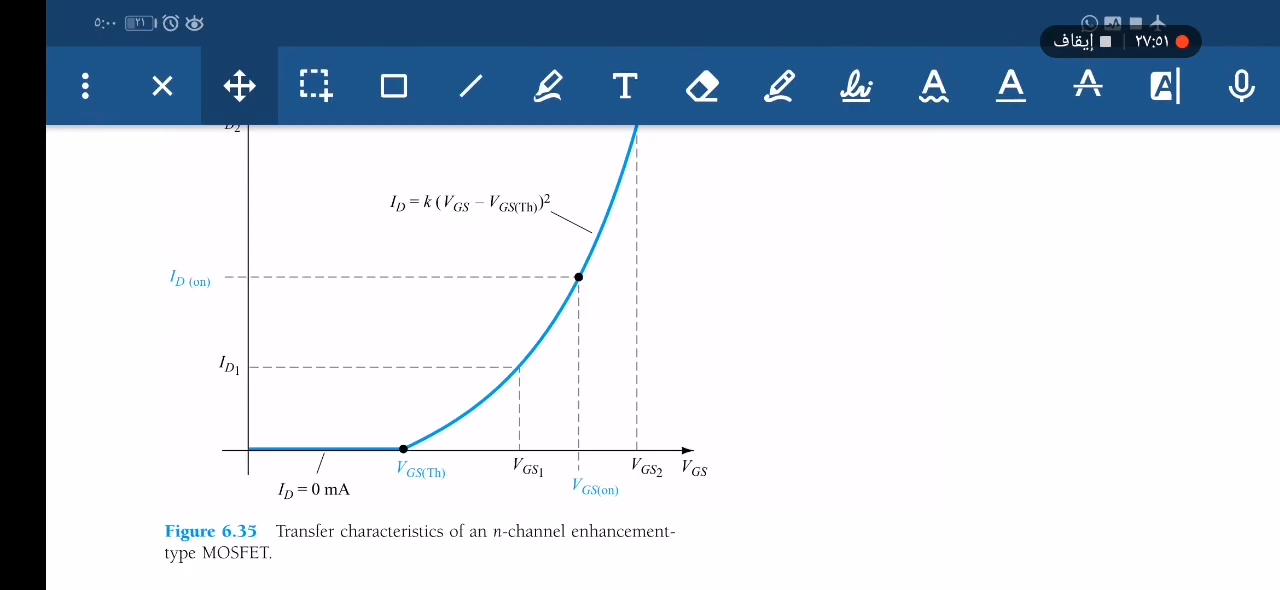 ٥:٠٠ ٢١
إيقاف ٢٧:٥١
I_D = k (V_GS − V_GS(Th))²
I_D (on)
I_D1
V_GS(Th)
V_GS1
V_GS2
V_GS
V_GS(on)
I_D = 0 mA
Figure 6.35 Transfer characteristics of an n-channel enhancement-
type MOSFET.